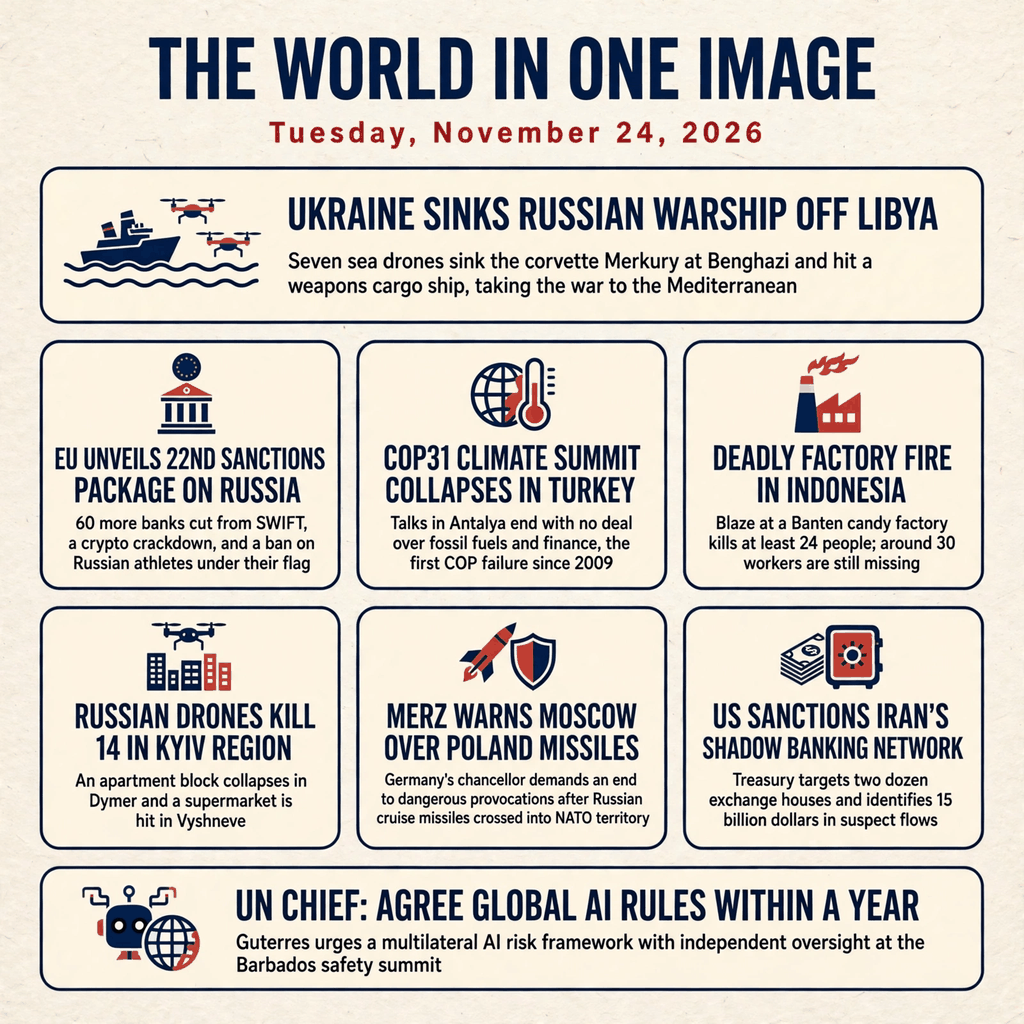 THE WORLD IN ONE IMAGE
Tuesday, November 24, 2026
UKRAINE SINKS RUSSIAN WARSHIP OFF LIBYA
Seven sea drones sink the corvette Merkury at Benghazi and hit a
weapons cargo ship, taking the war to the Mediterranean
EU UNVEILS 22ND SANCTIONS
PACKAGE ON RUSSIA
60 more banks cut from SWIFT,
a crypto crackdown, and a ban on
Russian athletes under their flag
COP31 CLIMATE SUMMIT
COLLAPSES IN TURKEY
Talks in Antalya end with no deal
over fossil fuels and finance, the
first COP failure since 2009
DEADLY FACTORY FIRE
IN INDONESIA
Blaze at a Banten candy factory
kills at least 24 people; around 30
workers are still missing
RUSSIAN DRONES KILL
14 IN KYIV REGION
An apartment block collapses in
Dymer and a supermarket is
hit in Vyshneve
MERZ WARNS MOSCOW
OVER POLAND MISSILES
Germany's chancellor demands an end
to dangerous provocations after Russian
cruise missiles crossed into NATO territory
US SANCTIONS IRAN'S
SHADOW BANKING NETWORK
Treasury targets two dozen
exchange houses and identifies 15
billion dollars in suspect flows
UN CHIEF: AGREE GLOBAL AI RULES WITHIN A YEAR
Guterres urges a multilateral AI risk framework with independent oversight at the
Barbados safety summit